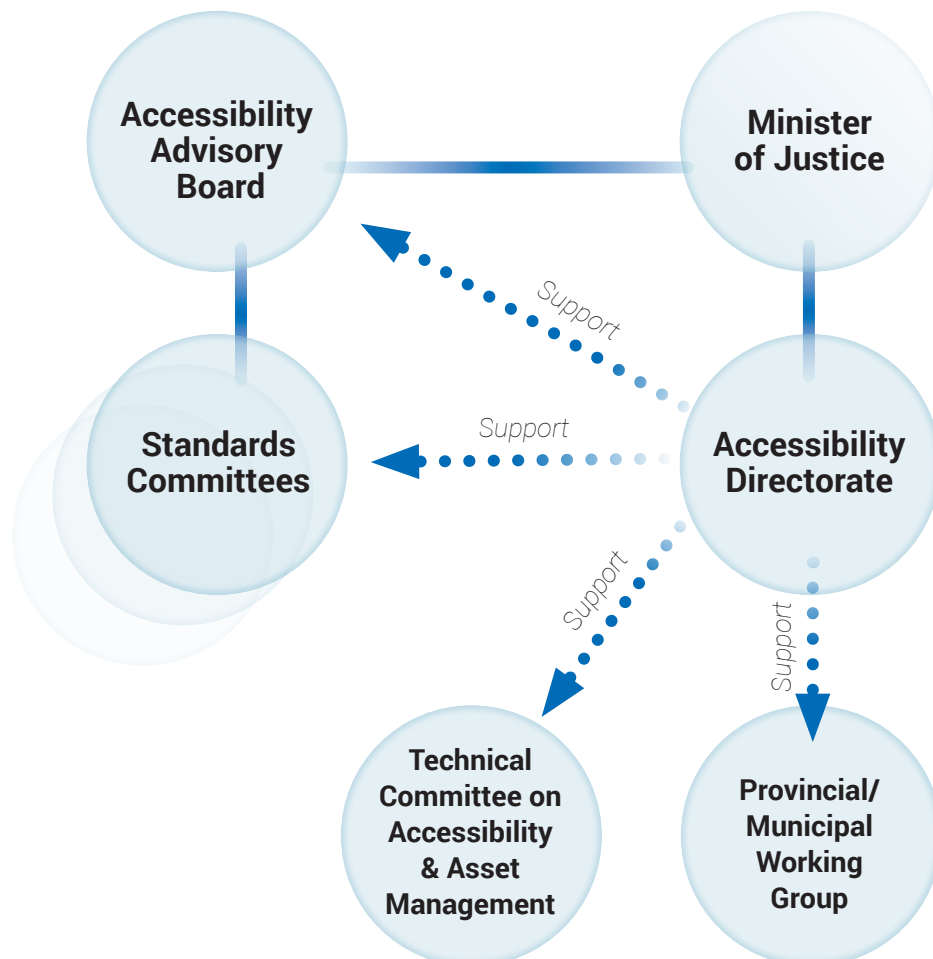 Accessibility
Advisory
Board
Minister
of Justice
Support
Support
Standards
Committees
Accessibility
Directorate
Support
Support
Technical
Committee on
Accessibility
& Asset
Management
Provincial/
Municipal
Working
Group